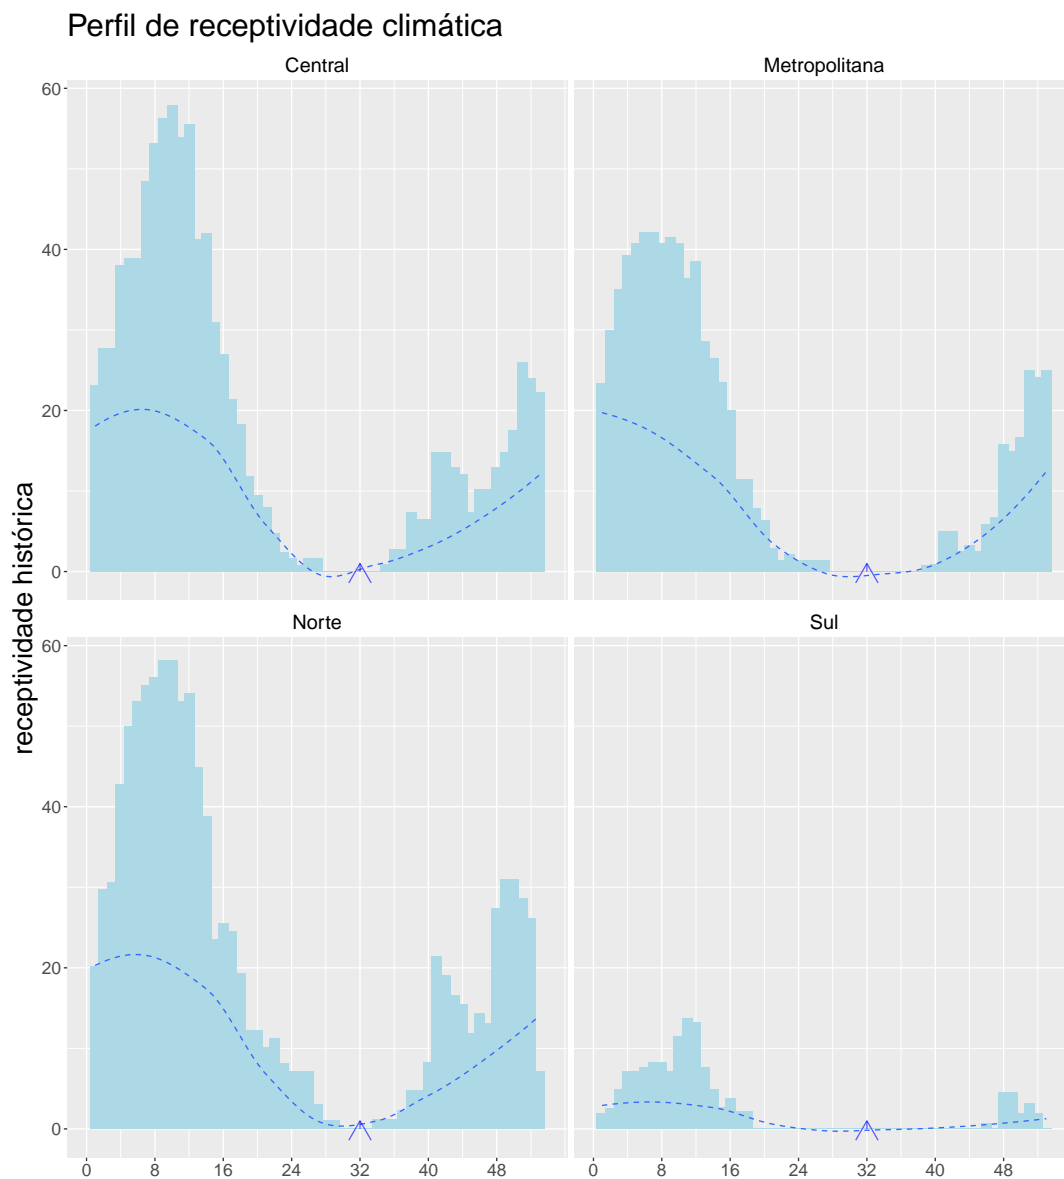 Perfil de receptividade climática
Central
Metropolitana
60
40
20
0
receptividade histórica
Norte
Sul
60
40
20
0
0 8 16 24 32 40 48
0 8 16 24 32 40 48